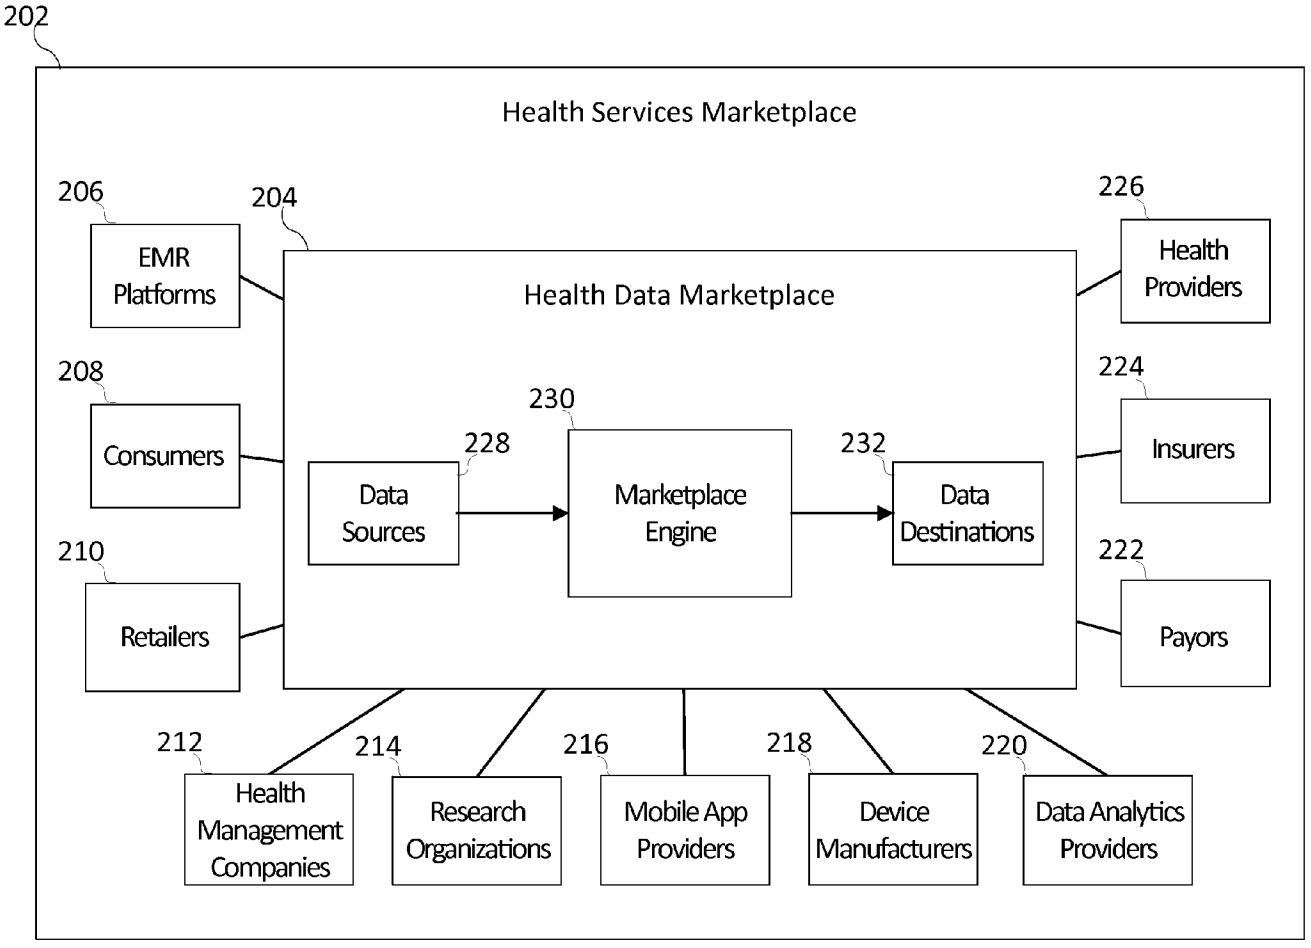 202
Health Services Marketplace
206
EMR
Platforms
204
Health Data Marketplace
226
Health
Providers
208
Consumers
224
Insurers
228
Data
Sources
230
Marketplace
Engine
232
Data
Destinations
210
Retailers
222
Payors
212
Health
Management
Companies
214
Research
Organizations
216
Mobile App
Providers
218
Device
Manufacturers
220
Data Analytics
Providers